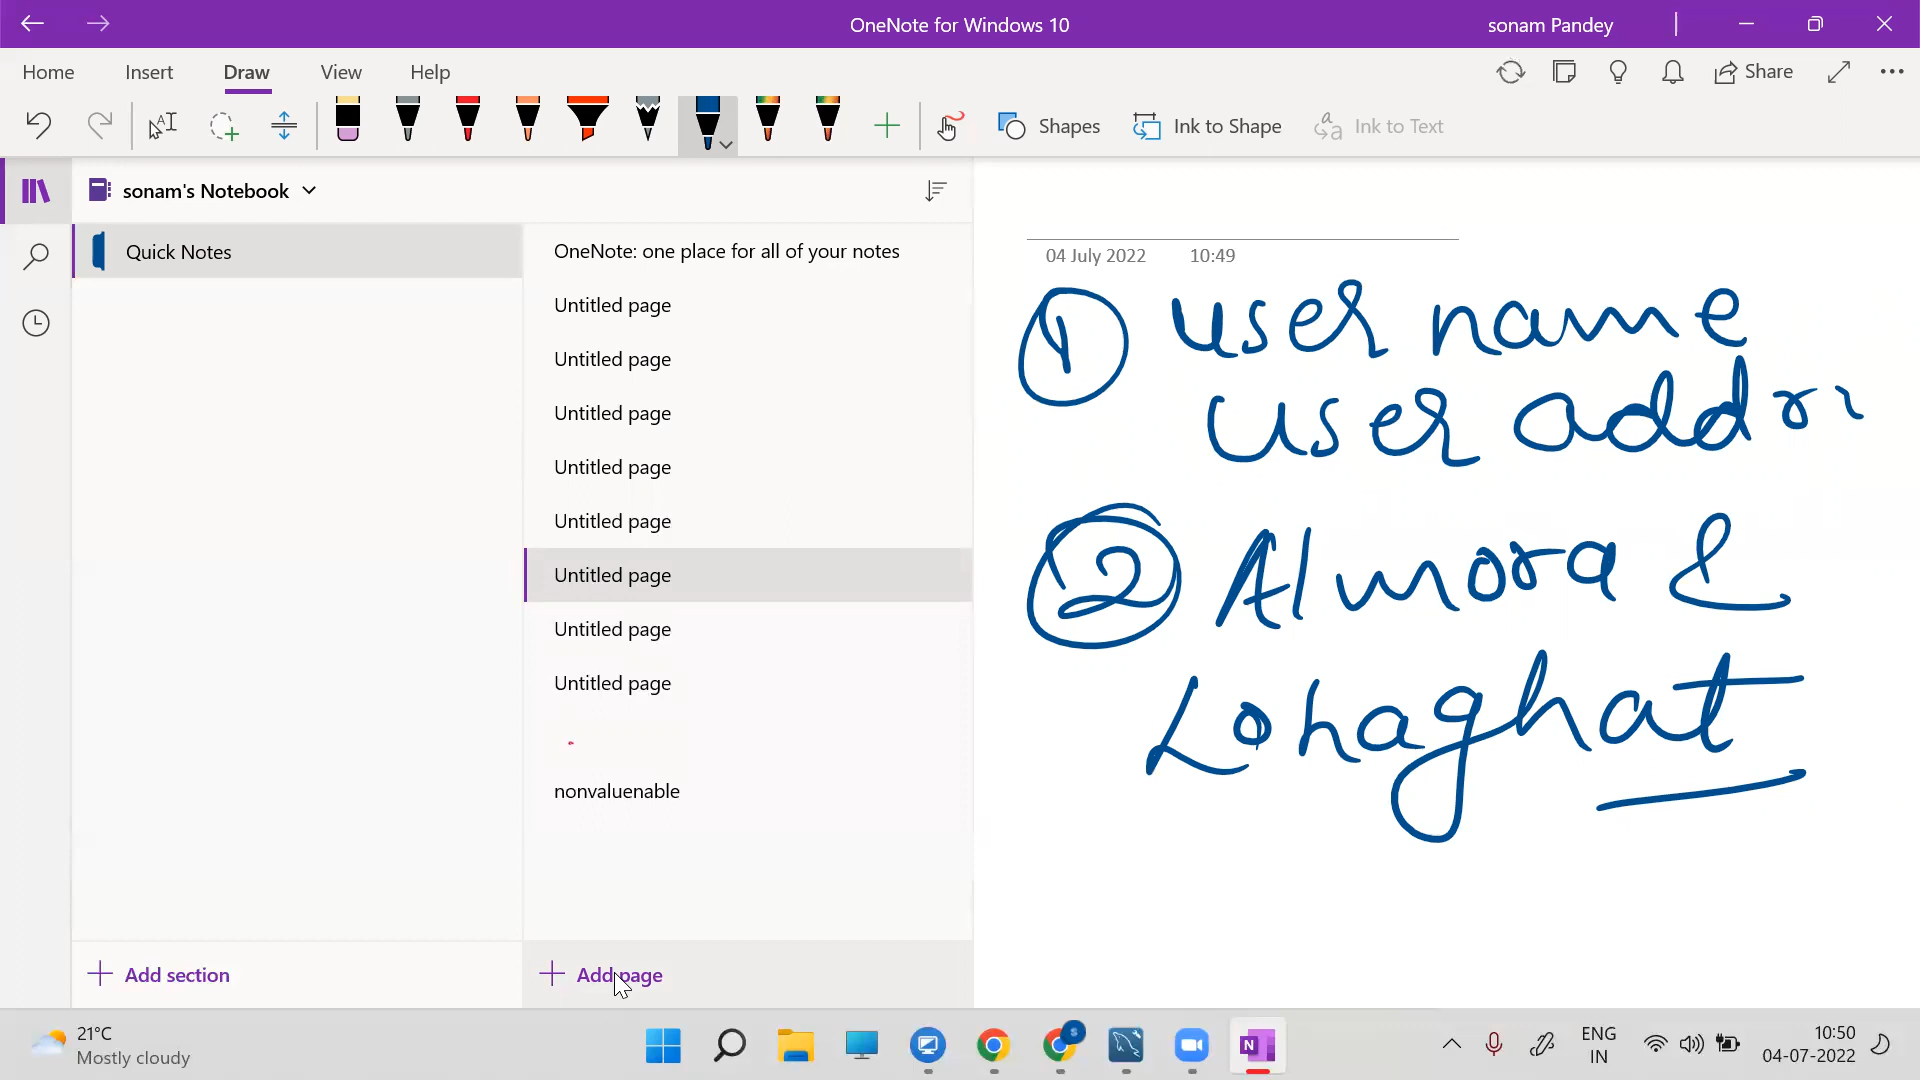 OneNote for Windows 10
sonam Pandey
Home Insert Draw View Help
Share
Shapes Ink to Shape Ink to Text
sonam's Notebook
Quick Notes
OneNote: one place for all of your notes
Untitled page
Untitled page
Untitled page
Untitled page
Untitled page
Untitled page
Untitled page
Untitled page
nonvaluenable
Add section
Add page
04 July 2022 10:49
① user name
user addr
② Almora &
Lohaghat
21°C
Mostly cloudy
ENG
IN
10:50
04-07-2022